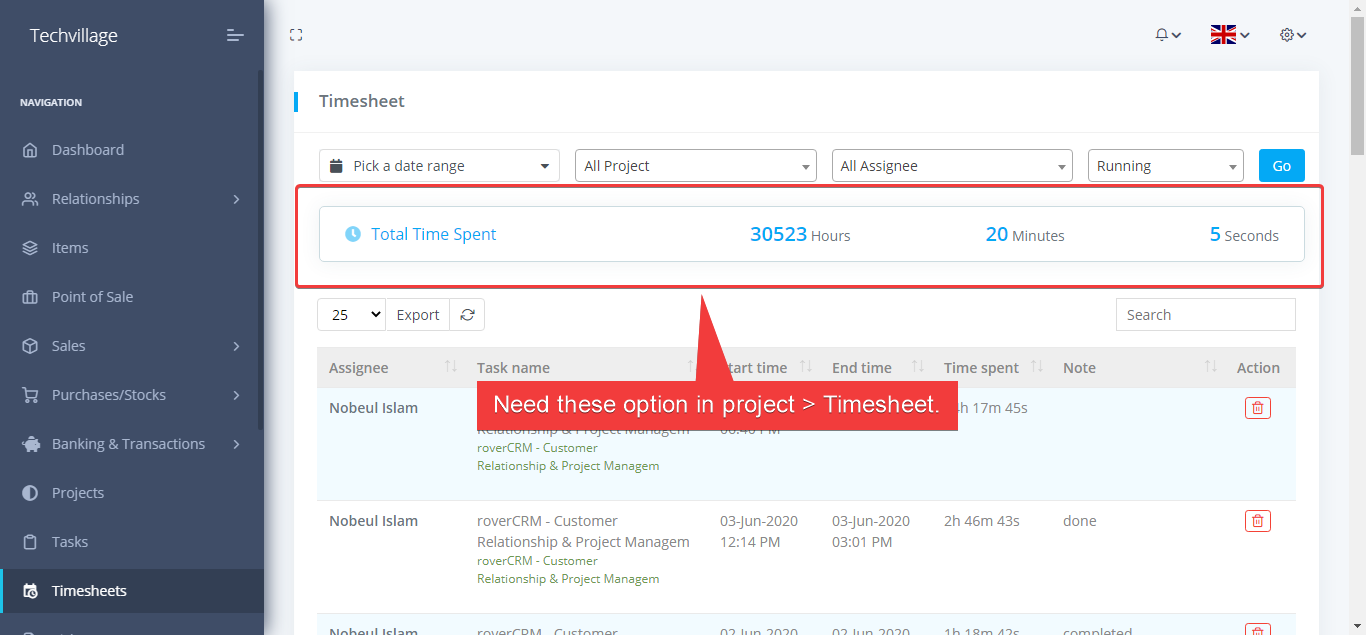 Techvillage
NAVIGATION
Dashboard
Relationships
Items
Point of Sale
Sales
Purchases/Stocks
Banking & Transactions
Projects
Tasks
Timesheets
Timesheet
Pick a date range
All Project
All Assignee
Running
Go
Total Time Spent 30523 Hours 20 Minutes 5 Seconds
25 Export Search
Assignee Task name tart time End time Time spent Note Action
Need these option in project > Timesheet.
Nobeul Islam h 17m 45s
Relationship & Project Managem
roverCRM - Customer
Relationship & Project Managem
Nobeul Islam roverCRM - Customer 03-Jun-2020 03-Jun-2020 2h 46m 43s done
Relationship & Project Managem 12:14 PM 03:01 PM
roverCRM - Customer
Relationship & Project Managem
Nobeul Islam roverCRM - Customer 02-Jun-2020 02-Jun-2020 1h 18m 42s completed